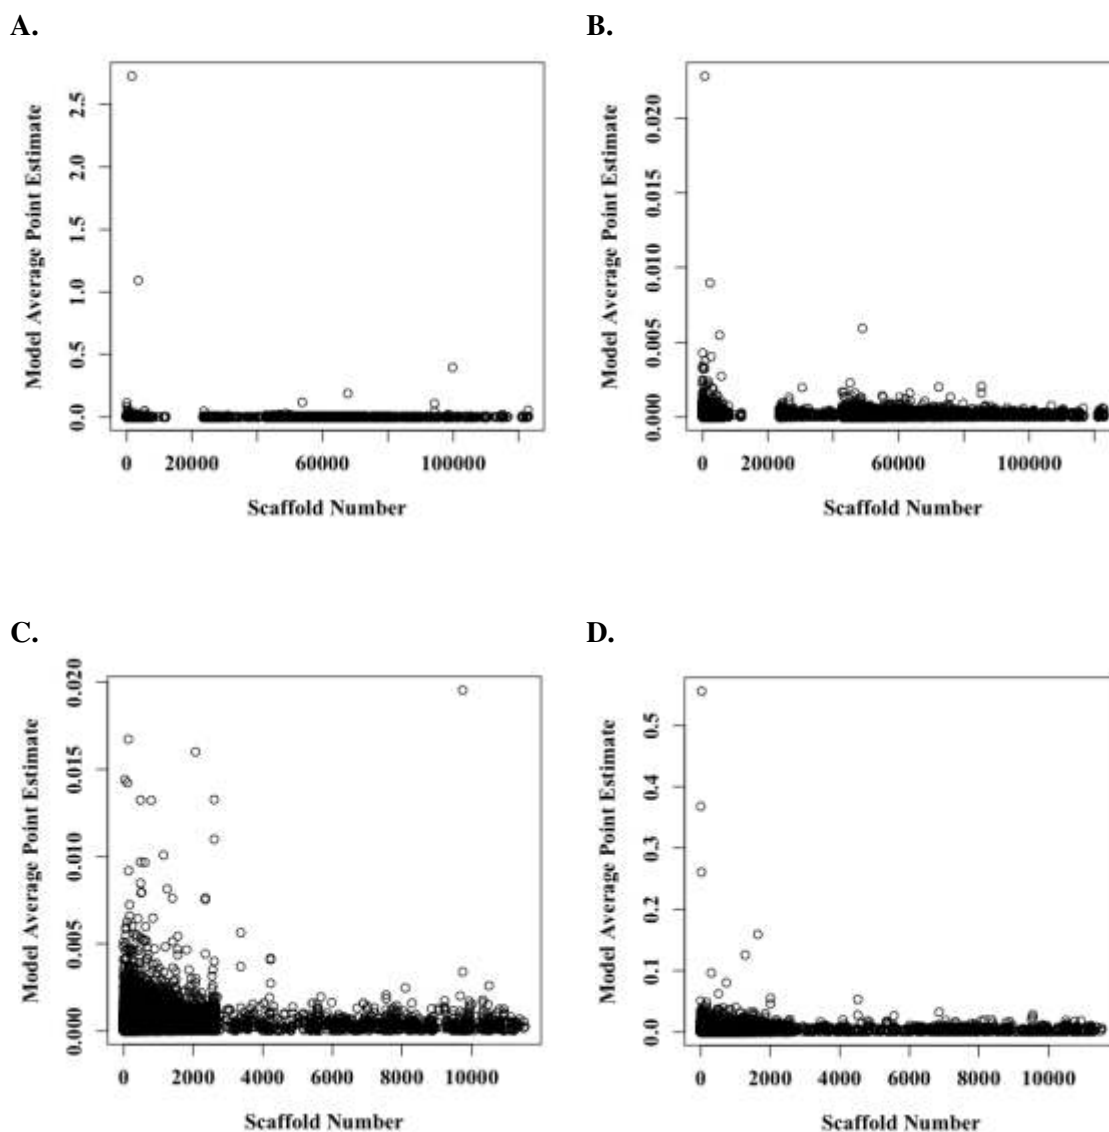 A.
B.
Model Average Point Estimate
2.5
2.0
1.5
1.0
0.5
0.0
0 20000 60000 100000
Scaffold Number
Model Average Point Estimate
0.020
0.015
0.010
0.005
0.000
0 20000 60000 100000
Scaffold Number
C.
D.
Model Average Point Estimate
0.020
0.015
0.010
0.005
0.000
0 2000 4000 6000 8000 10000
Scaffold Number
Model Average Point Estimate
0.5
0.4
0.3
0.2
0.1
0.0
0 2000 4000 6000 8000 10000
Scaffold Number